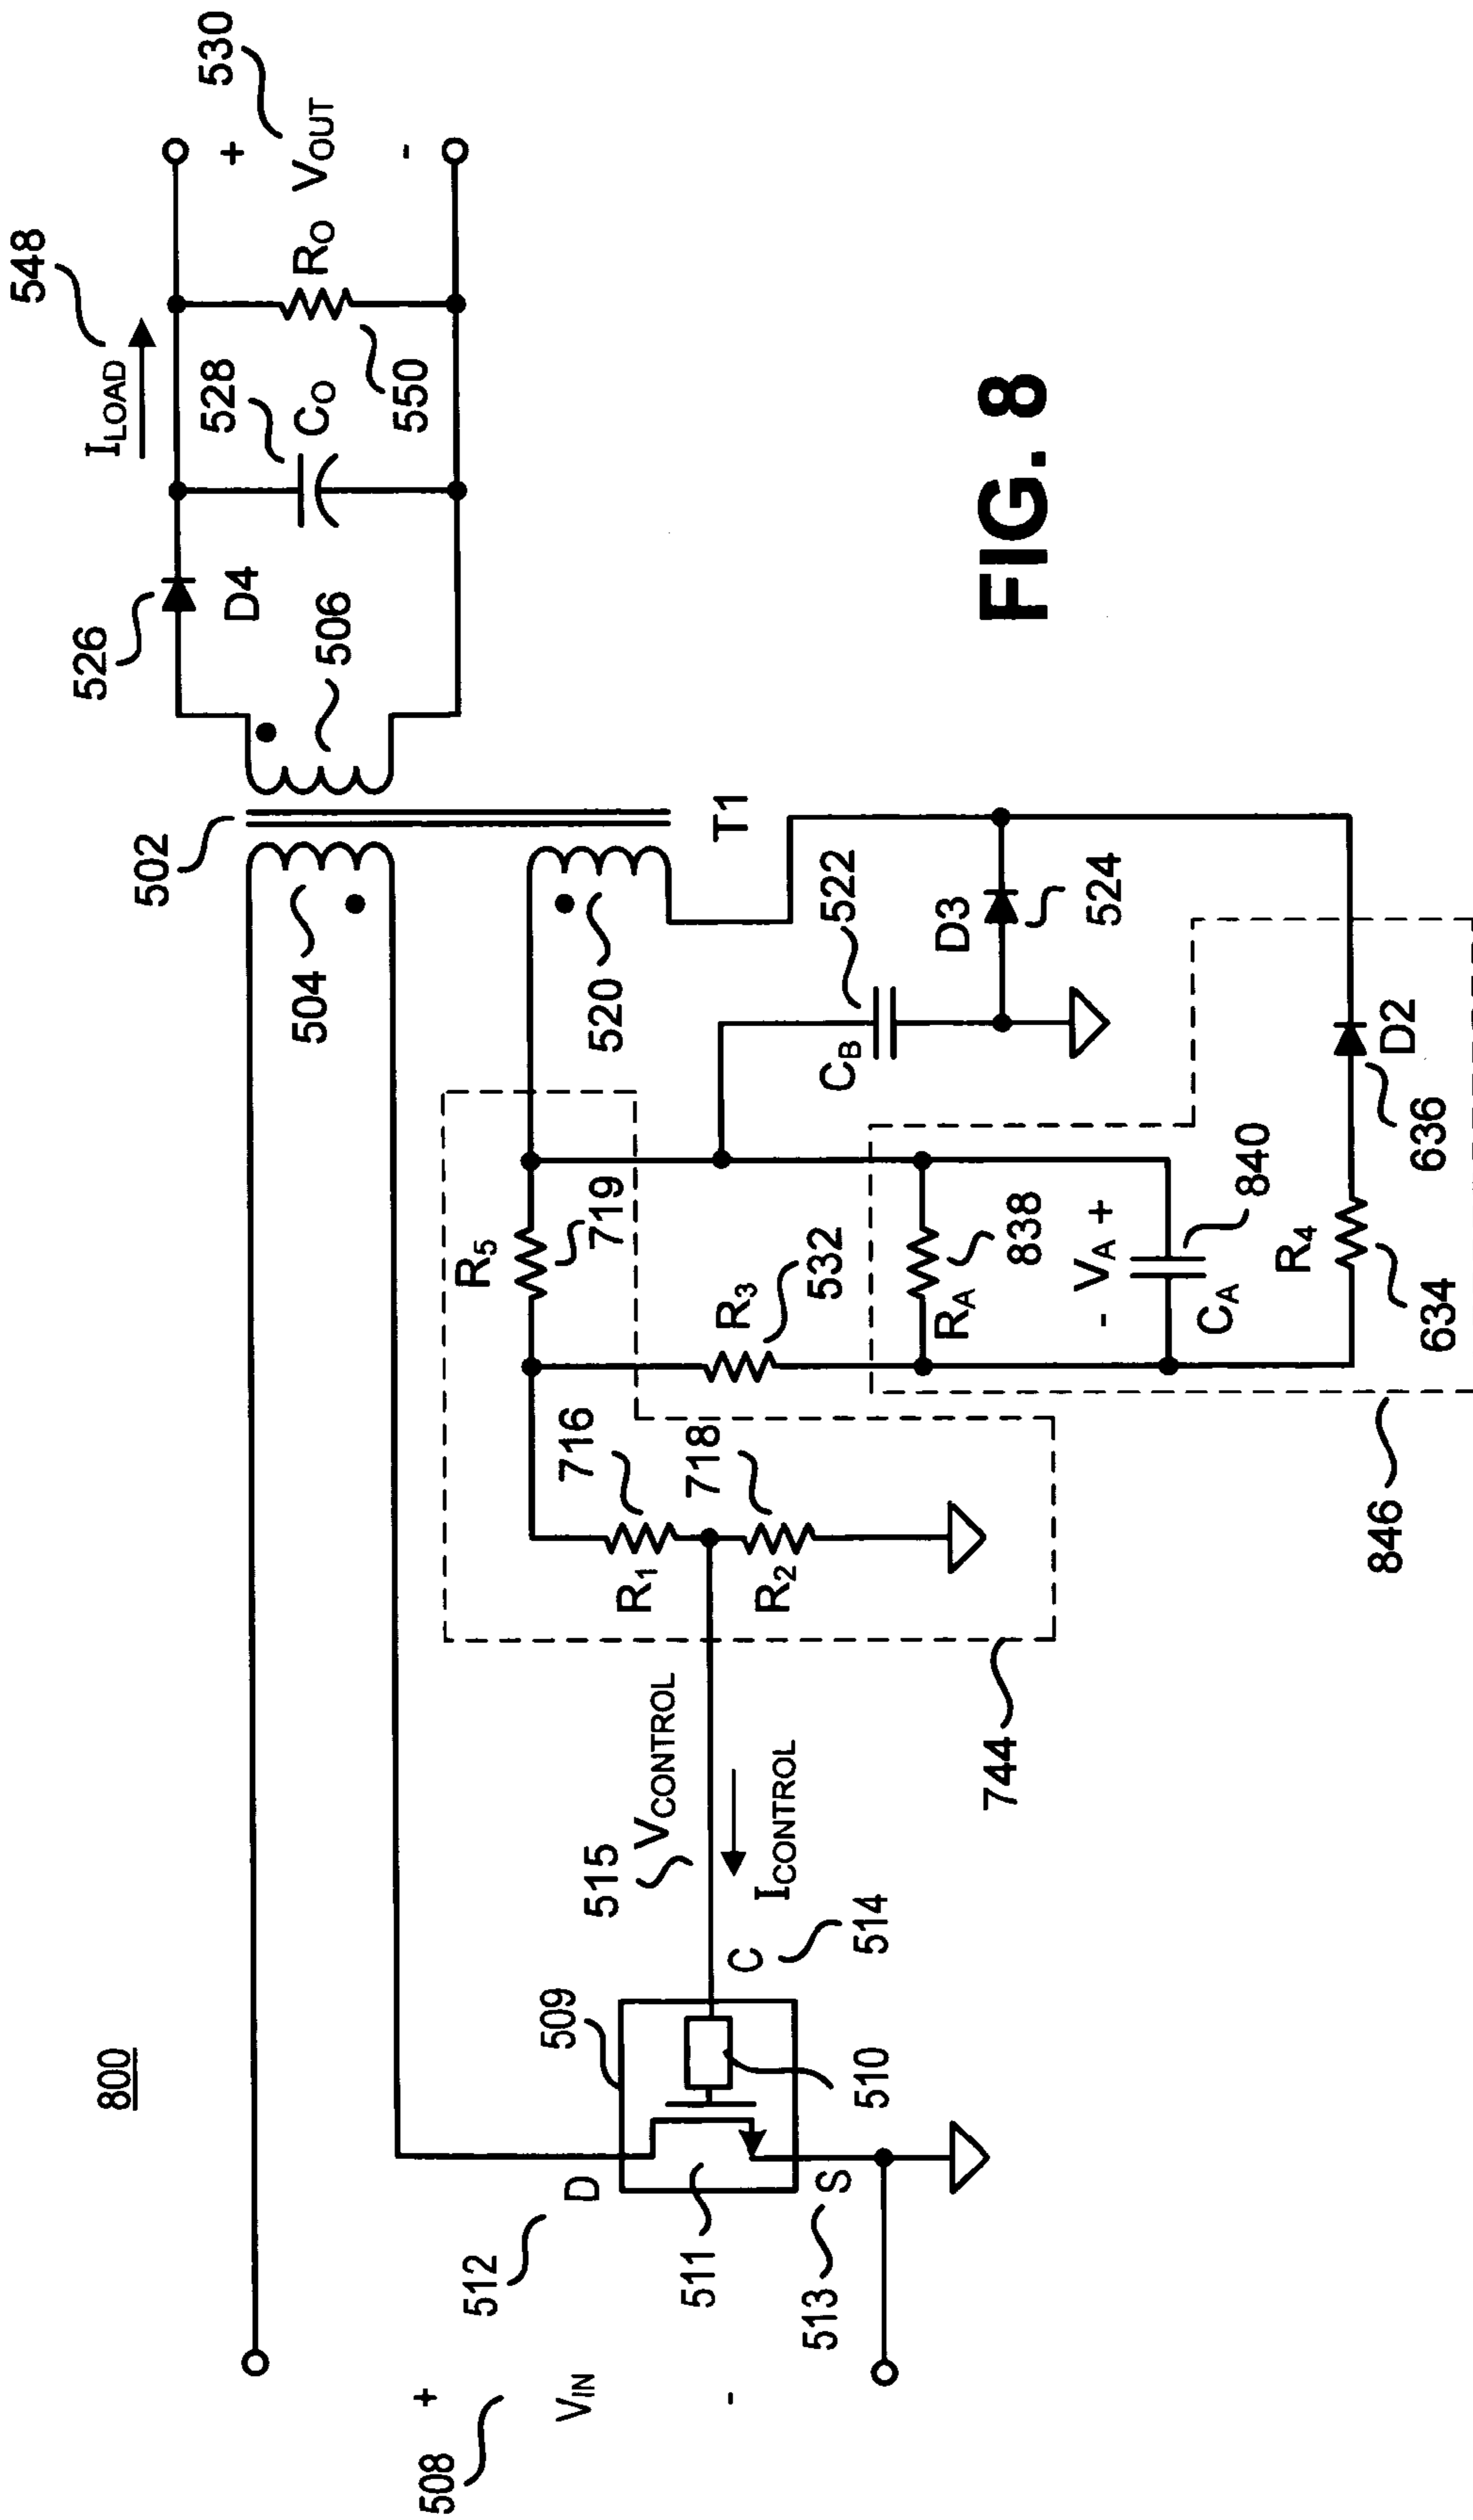 800
502
504
526
D4
506
548
I LOAD
528
CO
550
RO
530
+
VOUT
-
T1
520
R5
719
716
718
R1
R2
R3
532
522
CB
D3
524
RA
838
- VA +
840
CA
R4
634
D2
636
846
744
VCONTROL
515
ICONTROL
C
514
509
510
D
512
511
S
513
508
+
VIN
-
FIG. 8